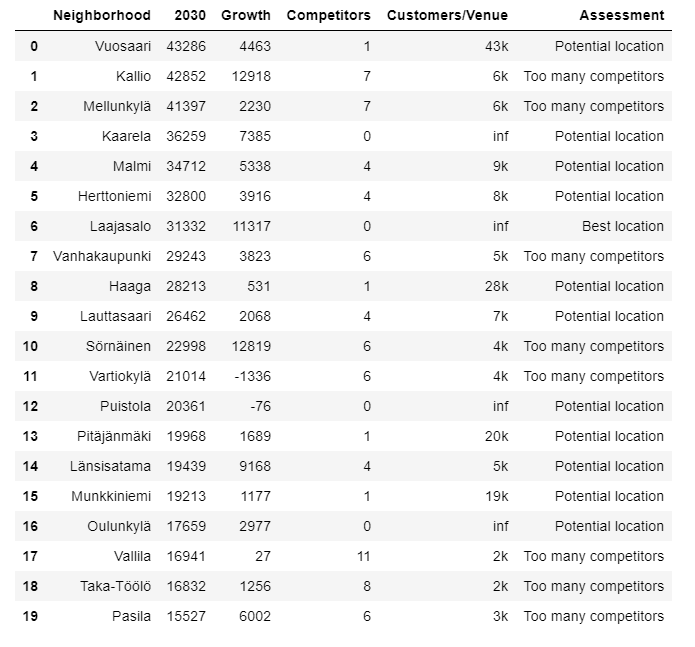 Neighborhood 2030 Growth Competitors Customers/Venue Assessment
0 Vuosaari 43286 4463 1 43k Potential location
1 Kallio 42852 12918 7 6k Too many competitors
2 Mellunkylä 41397 2230 7 6k Too many competitors
3 Kaarela 36259 7385 0 inf Potential location
4 Malmi 34712 5338 4 9k Potential location
5 Herttoniemi 32800 3916 4 8k Potential location
6 Laajasalo 31332 11317 0 inf Best location
7 Vanhakaupunki 29243 3823 6 5k Too many competitors
8 Haaga 28213 531 1 28k Potential location
9 Lauttasaari 26462 2068 4 7k Potential location
10 Sörnäinen 22998 12819 6 4k Too many competitors
11 Vartiokylä 21014 -1336 6 4k Too many competitors
12 Puistola 20361 -76 0 inf Potential location
13 Pitäjänmäki 19968 1689 1 20k Potential location
14 Länsisatama 19439 9168 4 5k Potential location
15 Munkkiniemi 19213 1177 1 19k Potential location
16 Oulunkylä 17659 2977 0 inf Potential location
17 Vallila 16941 27 11 2k Too many competitors
18 Taka-Töölö 16832 1256 8 2k Too many competitors
19 Pasila 15527 6002 6 3k Too many competitors